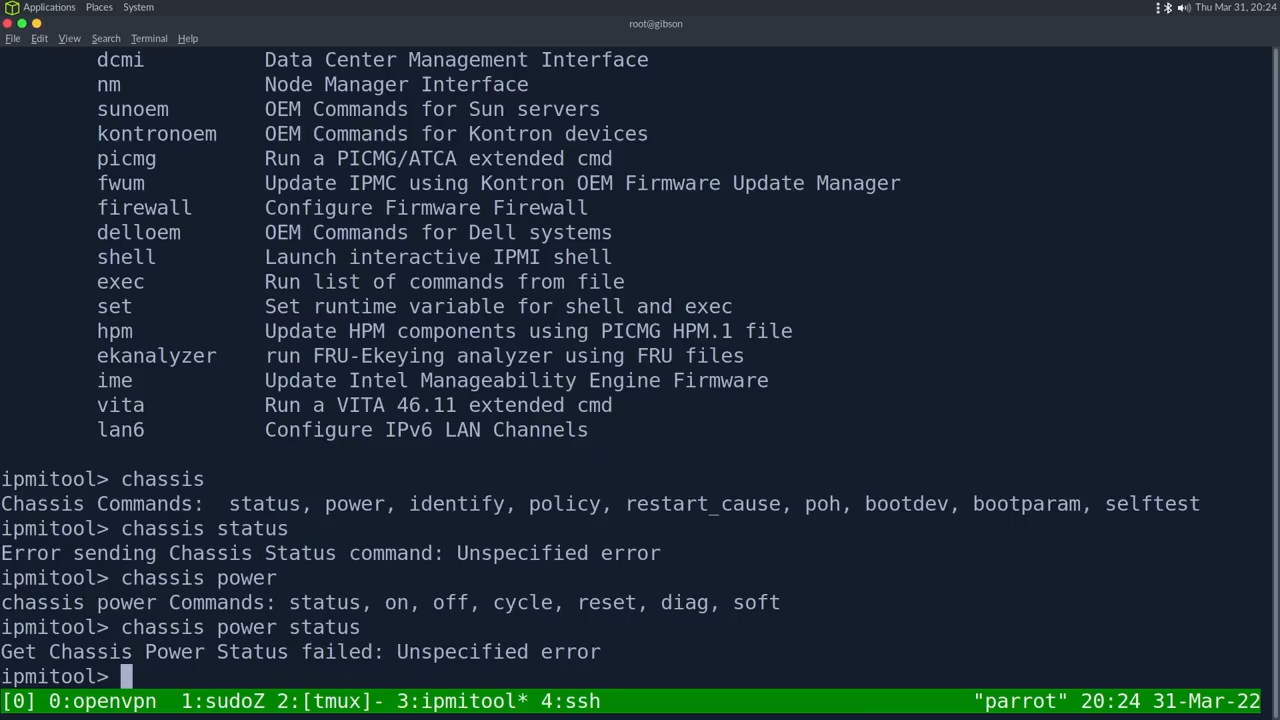 Applications Places System Thu Mar 31, 20:24
root@gibson
File Edit View Search Terminal Help
dcmi Data Center Management Interface
nm Node Manager Interface
sunoem OEM Commands for Sun servers
kontronoem OEM Commands for Kontron devices
picmg Run a PICMG/ATCA extended cmd
fwum Update IPMC using Kontron OEM Firmware Update Manager
firewall Configure Firmware Firewall
delloem OEM Commands for Dell systems
shell Launch interactive IPMI shell
exec Run list of commands from file
set Set runtime variable for shell and exec
hpm Update HPM components using PICMG HPM.1 file
ekanalyzer run FRU-Ekeying analyzer using FRU files
ime Update Intel Manageability Engine Firmware
vita Run a VITA 46.11 extended cmd
lan6 Configure IPv6 LAN Channels
ipmitool> chassis
Chassis Commands: status, power, identify, policy, restart_cause, poh, bootdev, bootparam, selftest
ipmitool> chassis status
Error sending Chassis Status command: Unspecified error
ipmitool> chassis power
chassis power Commands: status, on, off, cycle, reset, diag, soft
ipmitool> chassis power status
Get Chassis Power Status failed: Unspecified error
ipmitool>
[0] 0:openvpn 1:sudoZ 2:[tmux]- 3:ipmitool* 4:ssh "parrot" 20:24 31-Mar-22